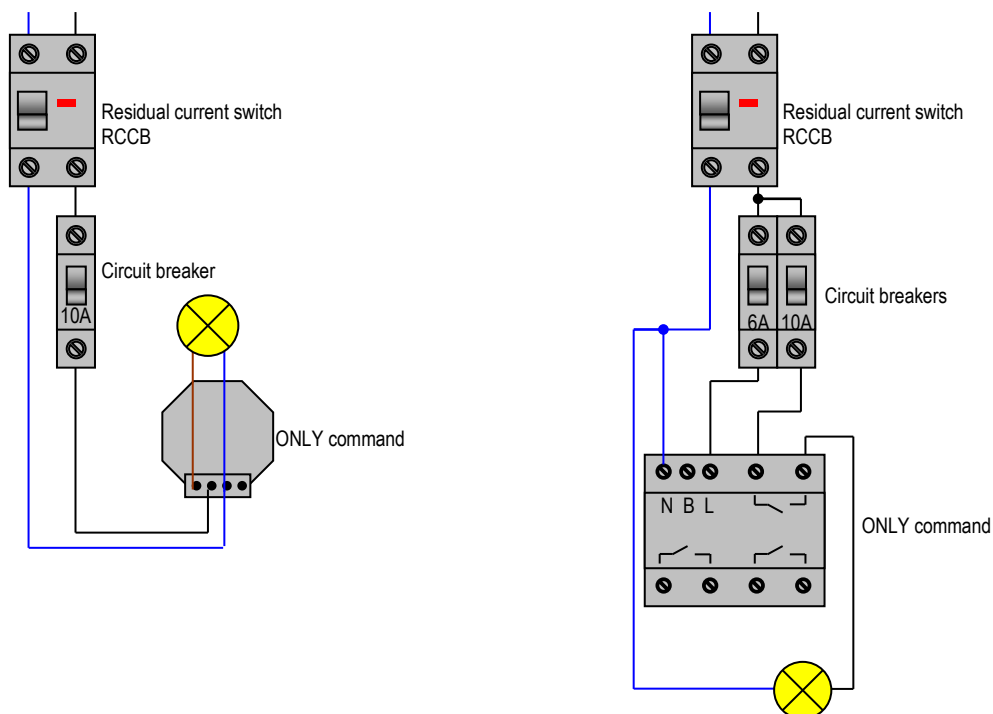 Residual current switch
RCCB
Circuit breaker
10A
ONLY command
Residual current switch
RCCB
Circuit breakers
6A 10A
N B L
ONLY command